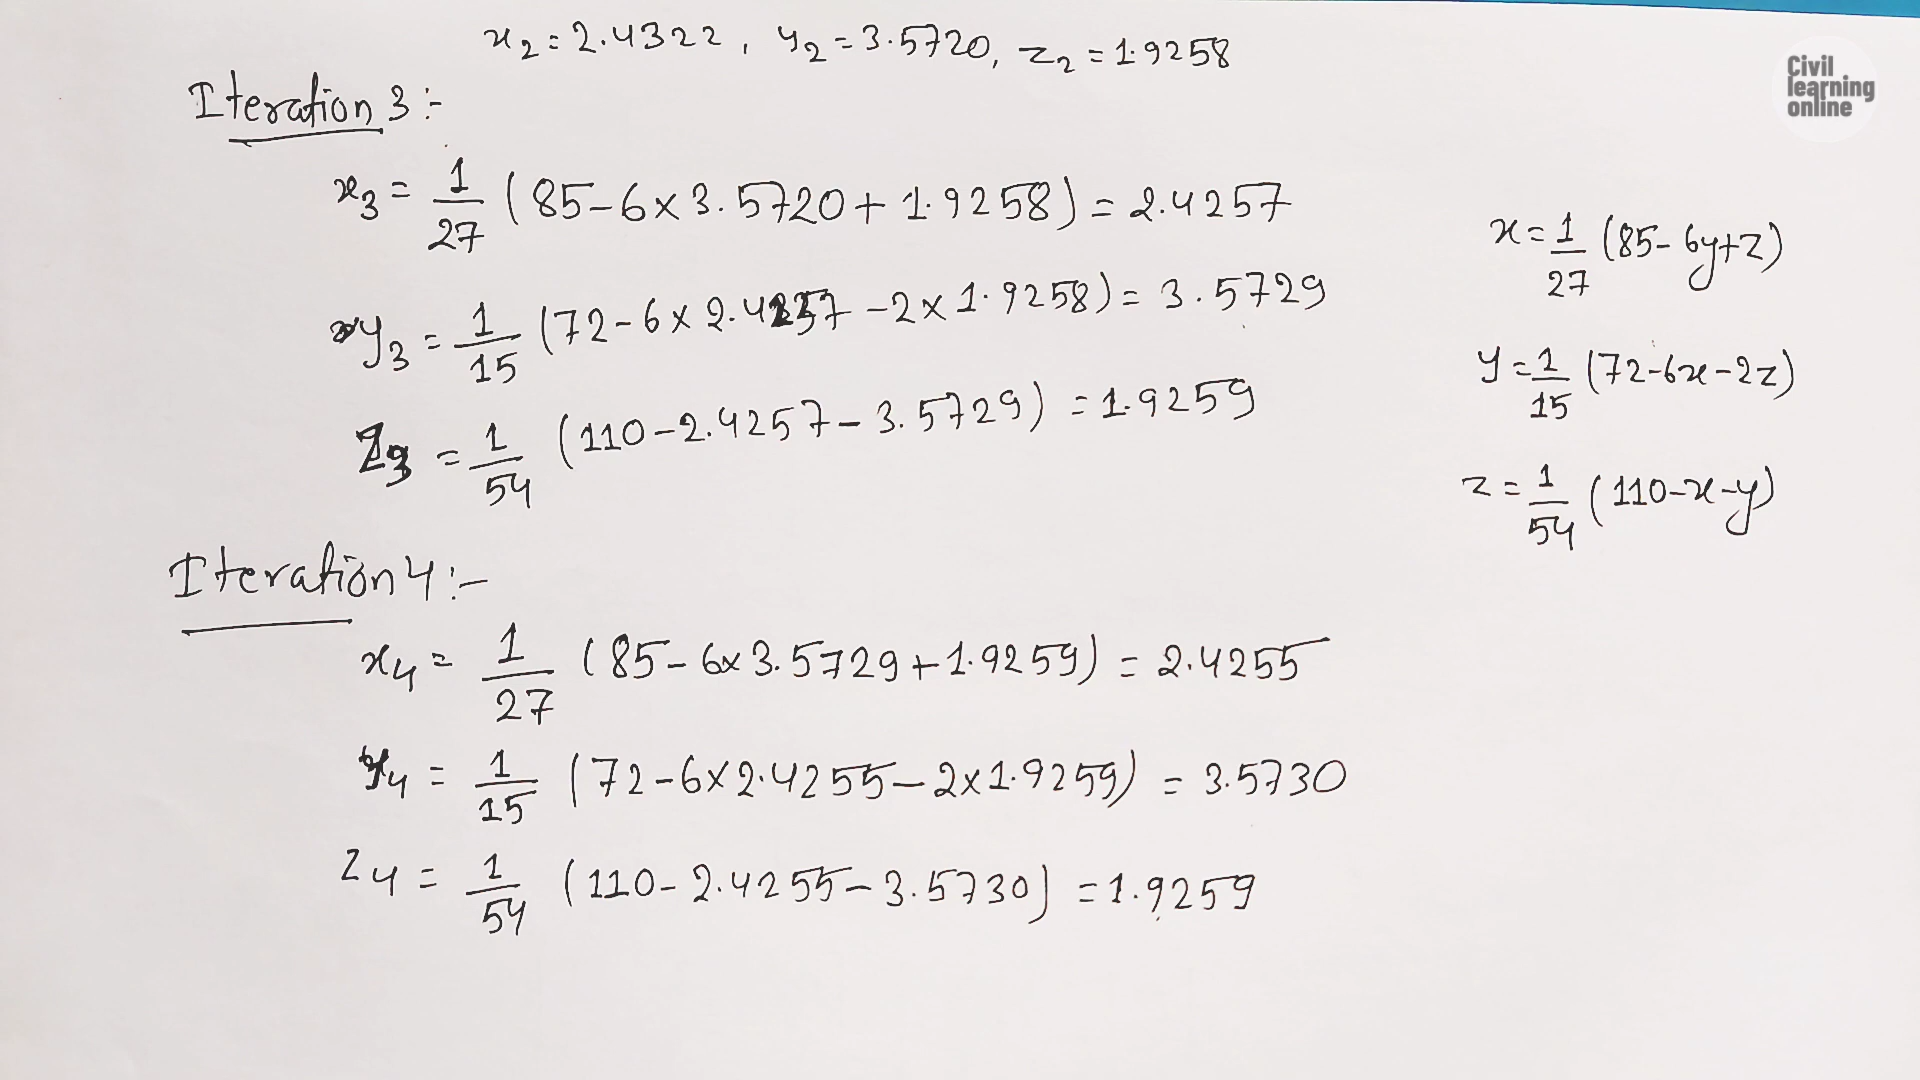 x₂ = 2.4322, y₂ = 3.5720, z₂ = 1.9258
Civil
learning
online
Iteration 3 :-
x₃ = 1/27 (85 - 6 × 3.5720 + 1.9258) = 2.4257
y₃ = 1/15 (72 - 6 × 2.4257 - 2 × 1.9258) = 3.5729
z₃ = 1/54 (110 - 2.4257 - 3.5729) = 1.9259
x = 1/27 (85 - 6y + z)
y = 1/15 (72 - 6x - 2z)
z = 1/54 (110 - x - y)
Iteration 4 :-
x₄ = 1/27 (85 - 6 × 3.5729 + 1.9259) = 2.4255
y₄ = 1/15 (72 - 6 × 2.4255 - 2 × 1.9259) = 3.5730
z₄ = 1/54 (110 - 2.4255 - 3.5730) = 1.9259